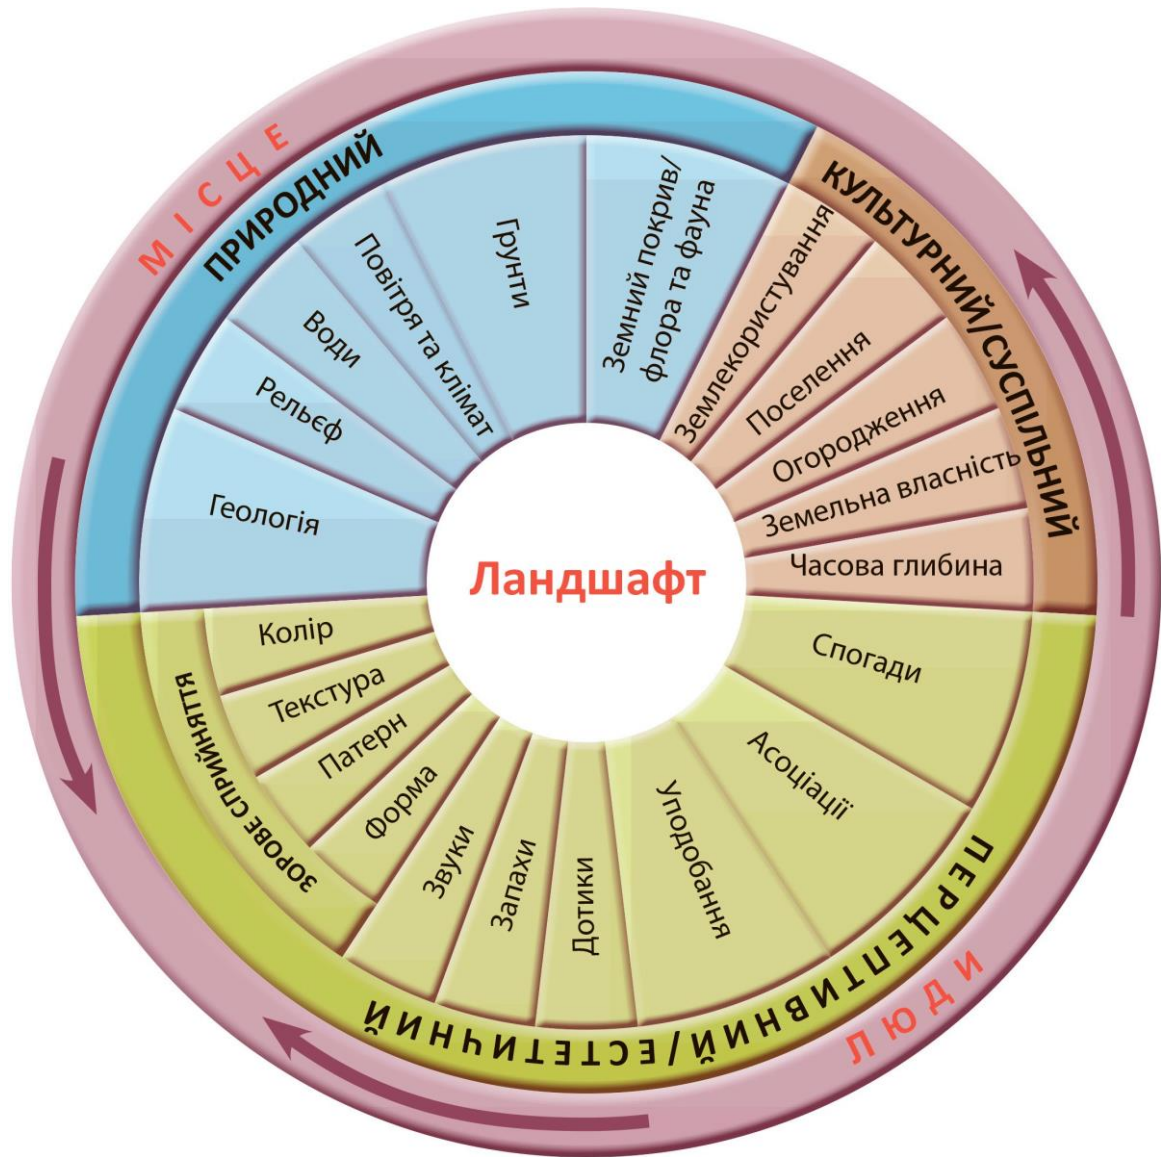 МІСЦЕ
ПРИРОДНИЙ
Геологія
Рельєф
Води
Повітря та клімат
Грунти
Земний покрив/
флора та фауна
КУЛЬТУРНИЙ/СУСПІЛЬНИЙ
Землекористування
Поселення
Огородження
Земельна власність
Часова глибина
Ландшафт
ЛЮДИ
ПЕРЦЕПТИВНИЙ/ЕСТЕТИЧНИЙ
Спогади
Асоціації
Уподобання
Дотики
Запахи
Звуки
ЗОРОВЕ СПРИЙНЯТТЯ
Форма
Патерн
Текстура
Колір